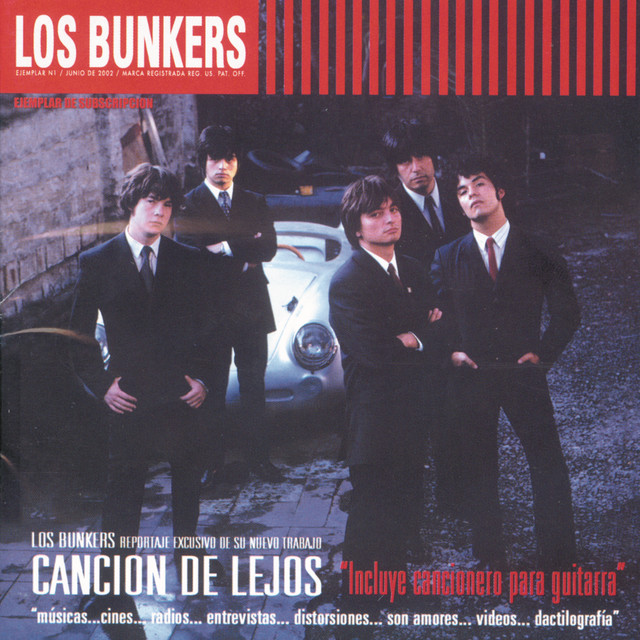 LOS BUNKERS
EJEMPLAR N1 / JUNIO DE 2002 / MARCA REGISTRADA REG. US. PAT. OFF.
EJEMPLAR DE SUBSCRIPCION
LOS BUNKERS REPORTAJE EXCUSIVO DE SU NUEVO TRABAJO
CANCION DE LEJOS
"Incluye cancionero para guitarra"
"músicas...cines... radios... entrevistas... distorsiones... son amores... videos... dactilografía"